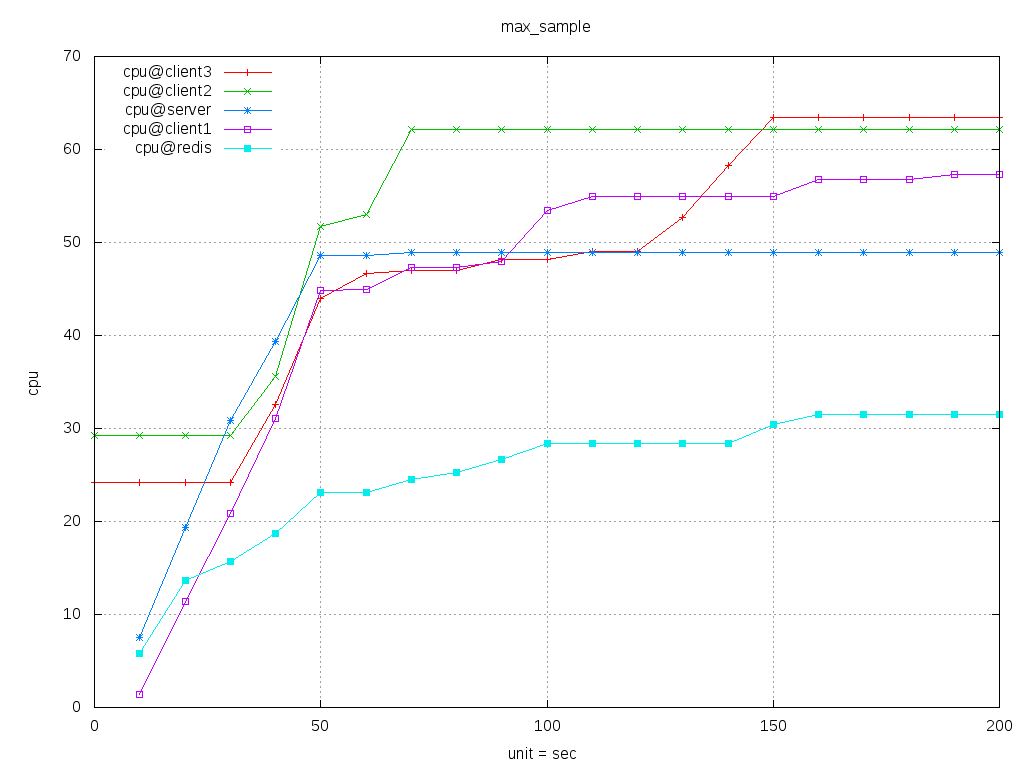 max_sample
70
60
50
40
30
20
10
0
cpu
cpu@client3
cpu@client2
cpu@server
cpu@client1
cpu@redis
0 50 100 150 200
unit = sec